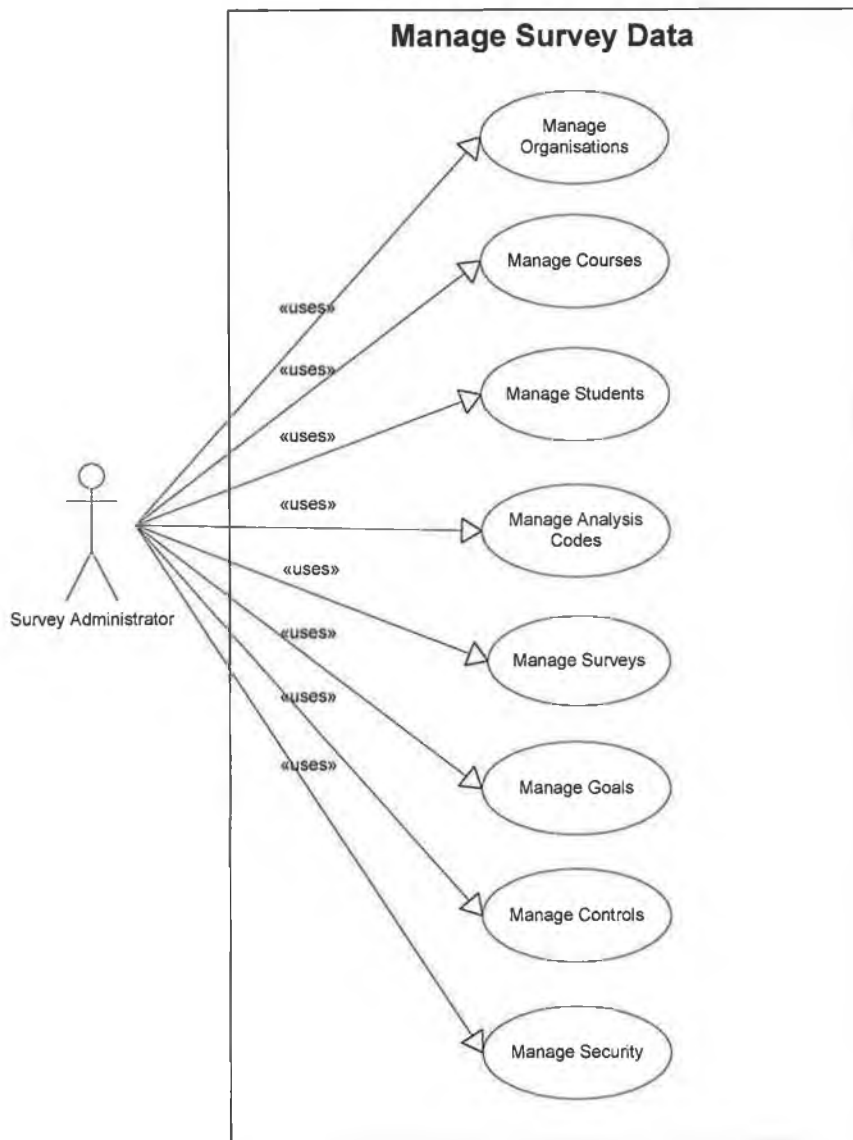 Manage Survey Data
Manage
Organisations
Manage Courses
«uses»
«uses»
Manage Students
«uses»
«uses»
Manage Analysis
Codes
«uses»
Survey Administrator
«uses»
Manage Surveys
«uses»
«uses»
Manage Goals
Manage Controls
Manage Security